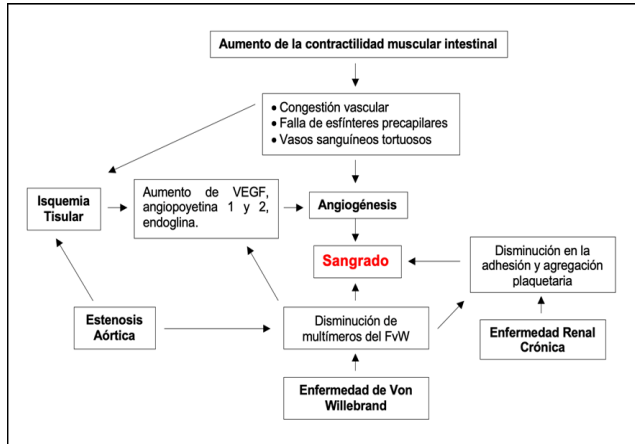 Aumento de la contractilidad muscular intestinal
• Congestión vascular
• Falla de esfínteres precapilares
• Vasos sanguíneos tortuosos
Isquemia
Tisular
Aumento de VEGF,
angiopoyetina 1 y 2,
endoglina.
Angiogénesis
Sangrado
Disminución en la
adhesión y agregación
plaquetaria
Estenosis
Aórtica
Disminución de
multímeros del FvW
Enfermedad Renal
Crónica
Enfermedad de Von
Willebrand